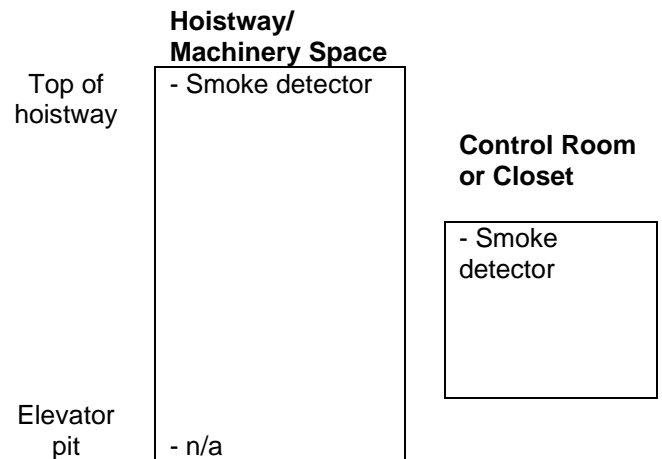 Hoistway/
Machinery Space
Top of
hoistway
- Smoke detector
Control Room
or Closet
- Smoke
detector
Elevator
pit
- n/a